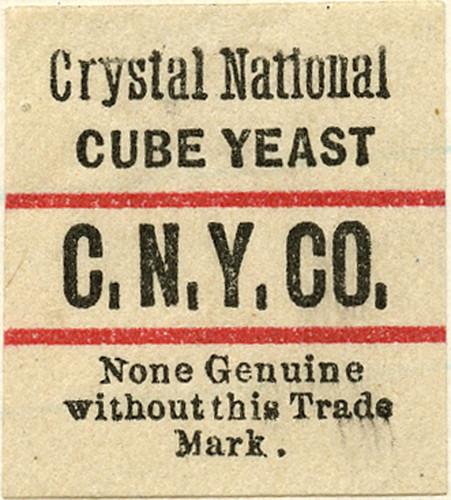 Crystal National
CUBE YEAST
C. N. Y. CO.
None Genuine
without this Trade
Mark.